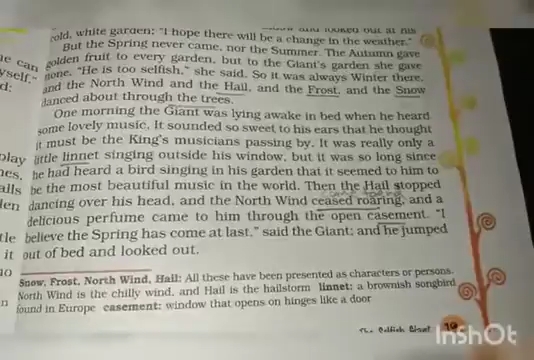 and looked out at his
cold, white garden; "I hope there will be a change in the weather."
But the Spring never came, nor the Summer. The Autumn gave
golden fruit to every garden, but to the Giant's garden she gave
none. "He is too selfish," she said. So it was always Winter there,
and the North Wind and the Hail, and the Frost, and the Snow
danced about through the trees.
One morning the Giant was lying awake in bed when he heard
some lovely music. It sounded so sweet to his ears that he thought
it must be the King's musicians passing by. It was really only a
little linnet singing outside his window, but it was so long since
he had heard a bird singing in his garden that it seemed to him to
be the most beautiful music in the world. Then the Hail stopped
dancing over his head, and the North Wind ceased roaring, and a
delicious perfume came to him through the open casement. "I
believe the Spring has come at last," said the Giant; and he jumped
out of bed and looked out.
Snow, Frost, North Wind, Hail: All these have been presented as characters or persons.
North Wind is the chilly wind, and Hail is the hailstorm linnet: a brownish songbird
found in Europe casement: window that opens on hinges like a door
The Selfish Giant 19
InShOt